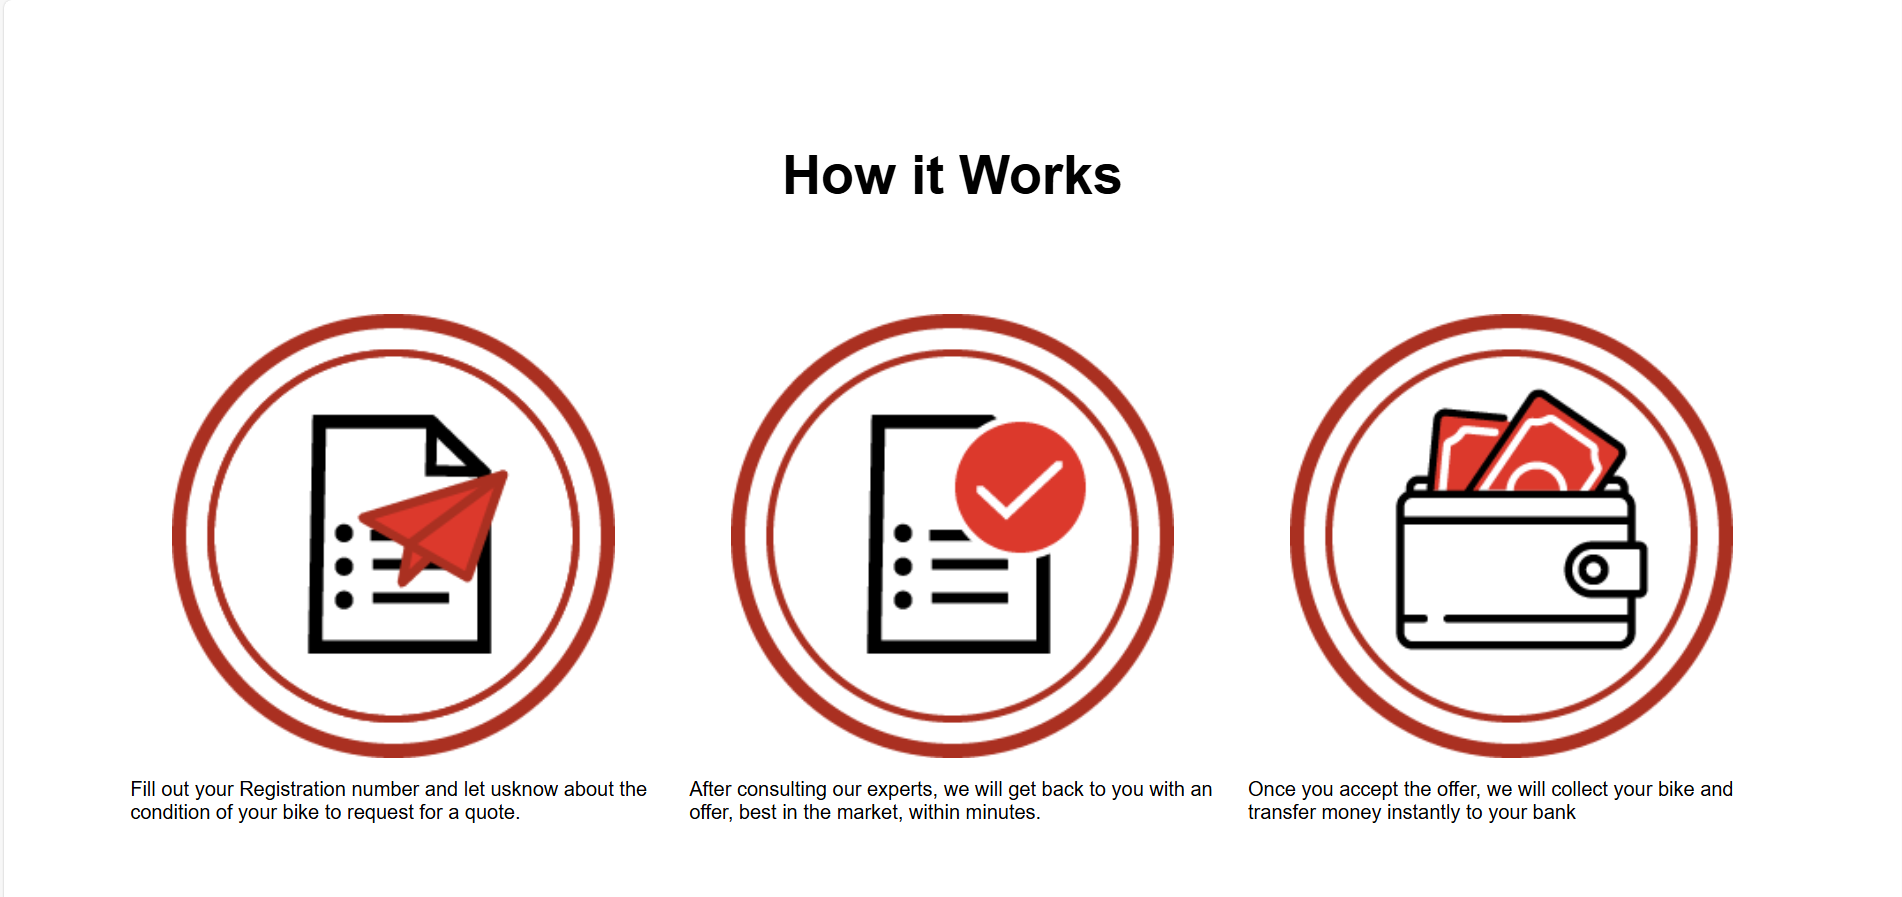 How it Works
Fill out your Registration number and let usknow about the
condition of your bike to request for a quote.
After consulting our experts, we will get back to you with an
offer, best in the market, within minutes.
Once you accept the offer, we will collect your bike and
transfer money instantly to your bank